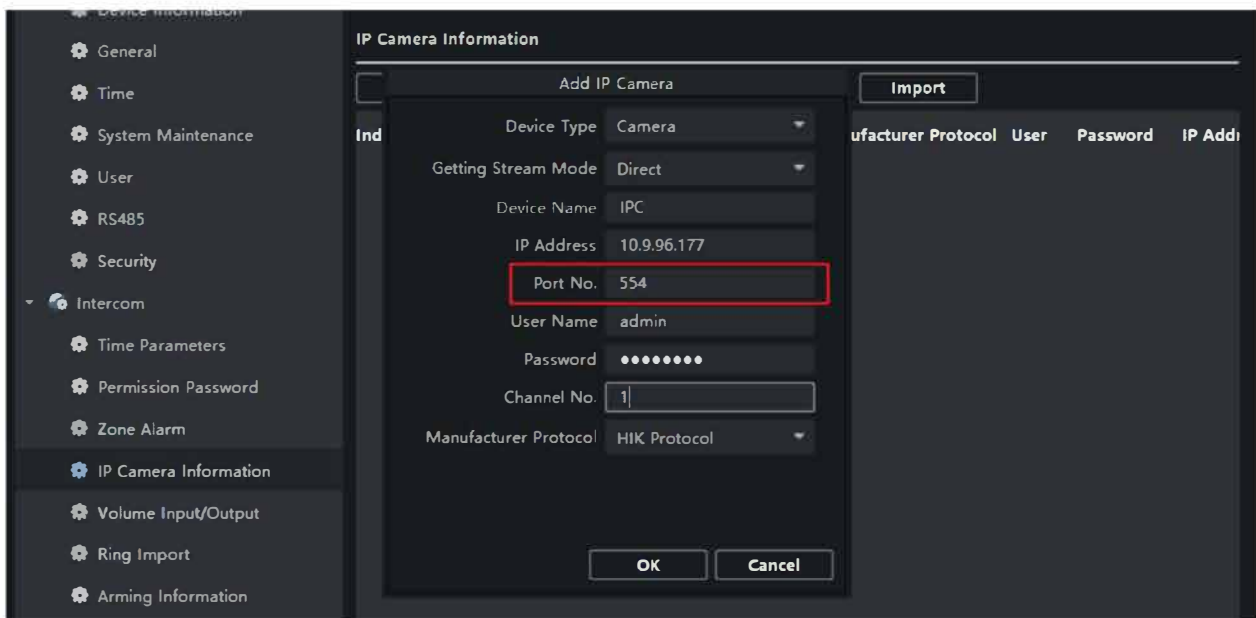 Device Information
General
Time
System Maintenance
User
RS485
Security
Intercom
Time Parameters
Permission Password
Zone Alarm
IP Camera Information
Volume Input/Output
Ring Import
Arming Information
IP Camera Information
Import
Ind
ufacturer Protocol User Password IP Addr
Add IP Camera
Device Type Camera
Getting Stream Mode Direct
Device Name IPC
IP Address 10.9.96.177
Port No. 554
User Name admin
Password ●●●●●●●●
Channel No. 1
Manufacturer Protocol HIK Protocol
OK Cancel